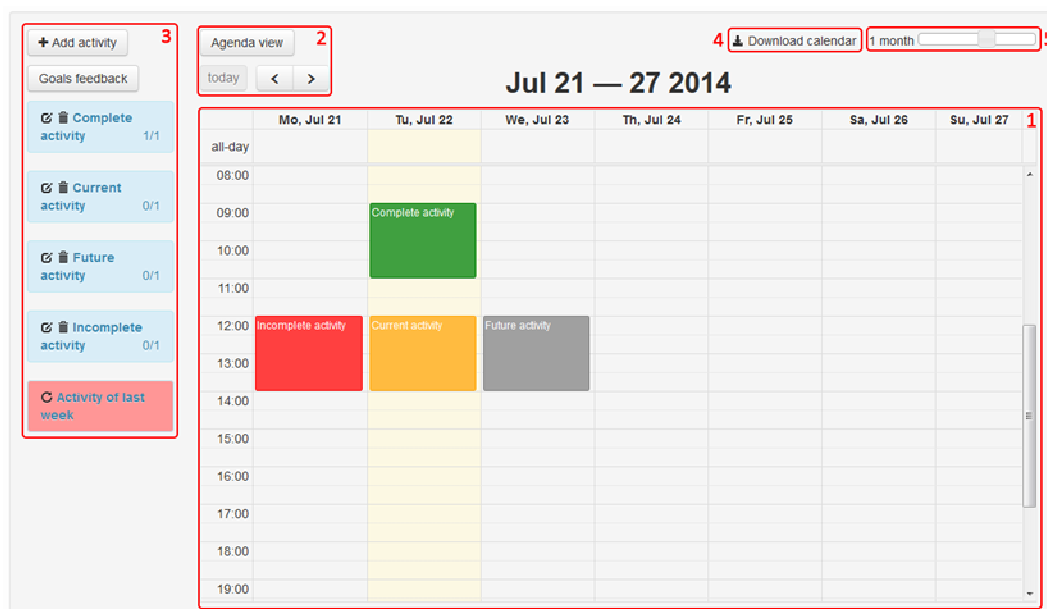 Add activity 3
Goals feedback
Complete
activity 1/1
Current
activity 0/1
Future
activity 0/1
Incomplete
activity 0/1
Activity of last
week
Agenda view 2
today < >
4 Download calendar 1 month
Jul 21 — 27 2014
Mo, Jul 21 Tu, Jul 22 We, Jul 23 Th, Jul 24 Fr, Jul 25 Sa, Jul 26 Su, Jul 27 1
all-day
08:00
09:00 Complete activity
10:00
11:00
12:00 Incomplete activity Current activity Future activity
13:00
14:00
15:00
16:00
17:00
18:00
19:00